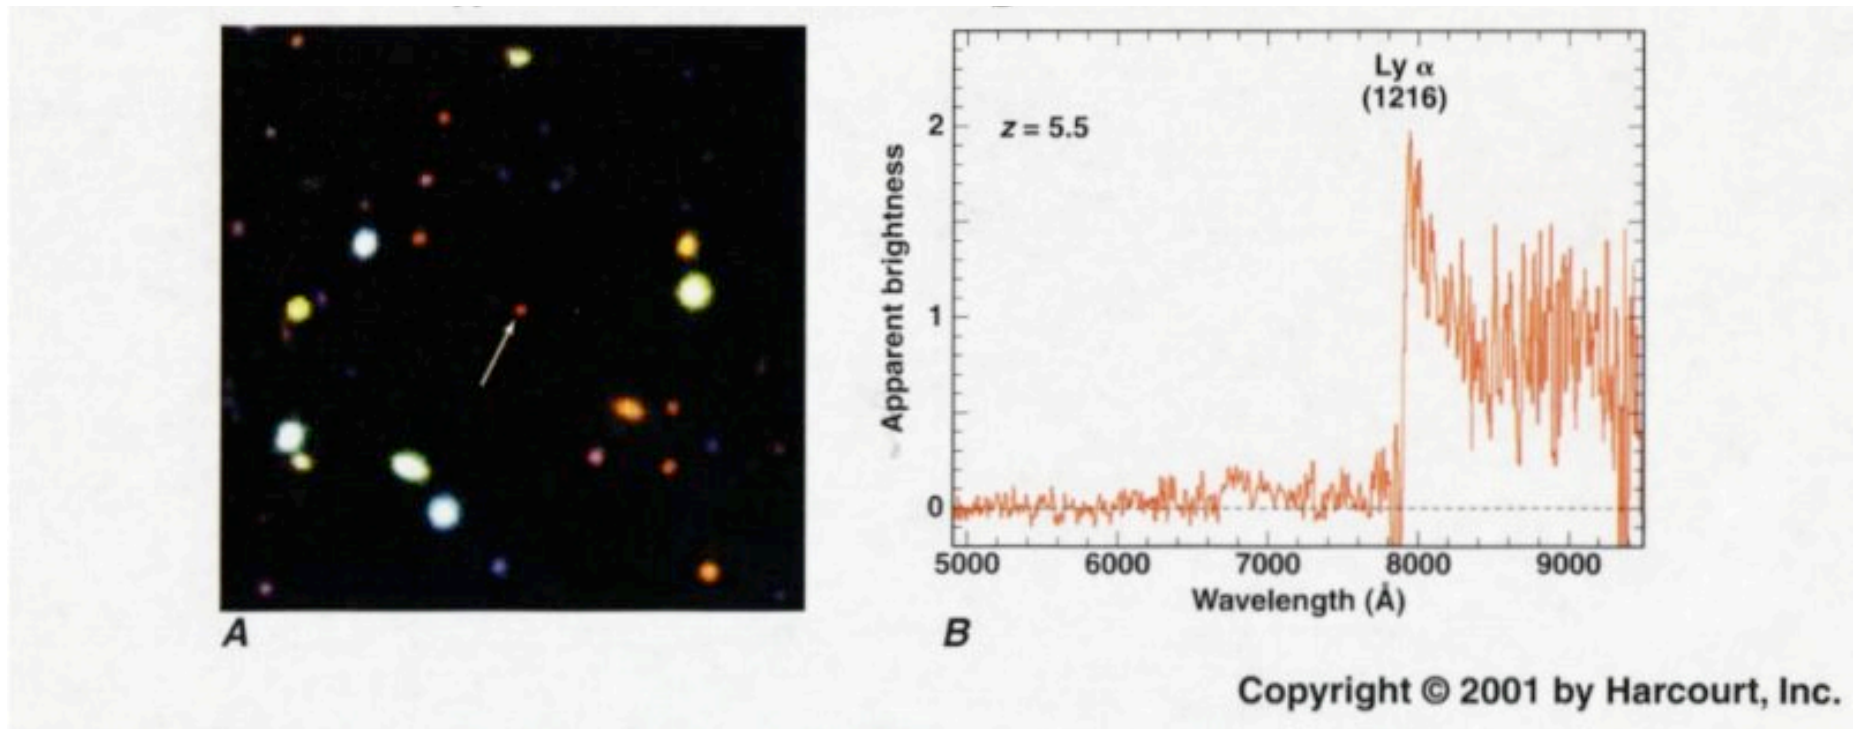 Ly α
(1216)
z = 5.5
2
1
0
Apparent brightness
5000 6000 7000 8000 9000
Wavelength (Å)
A
B
Copyright © 2001 by Harcourt, Inc.